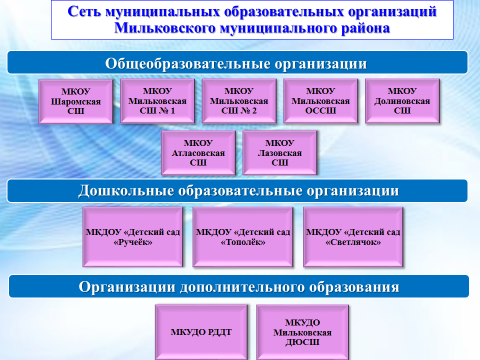 Сеть муниципальных образовательных организаций
Мильковского муниципального района
Общеобразовательные организации
МКОУ
Шаромская
СШ
МКОУ
Мильковская
СШ № 1
МКОУ
Мильковская
СШ № 2
МКОУ
Мильковская
ОССШ
МКОУ
Долиновская
СШ
МКОУ
Атласовская
СШ
МКОУ
Лазовская
СШ
Дошкольные образовательные организации
МКДОУ «Детский сад
«Ручеёк»
МКДОУ «Детский сад
«Тополёк»
МКДОУ «Детский сад
«Светлячок»
Организации дополнительного образования
МКУДО РДДТ
МКУДО
Мильковская
ДЮСШ